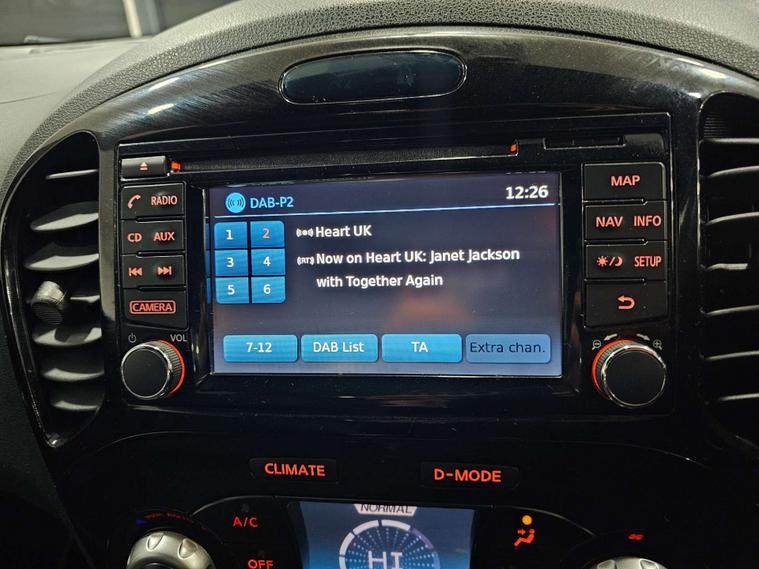 RADIO
CD AUX
CAMERA
VOL
DAB-P2
12:26
1 2
3 4
5 6
Heart UK
Now on Heart UK: Janet Jackson
with Together Again
7-12
DAB List
TA
Extra chan.
MAP
NAV INFO
SETUP
CLIMATE
D-MODE
A/C
OFF
NORMAL
HI